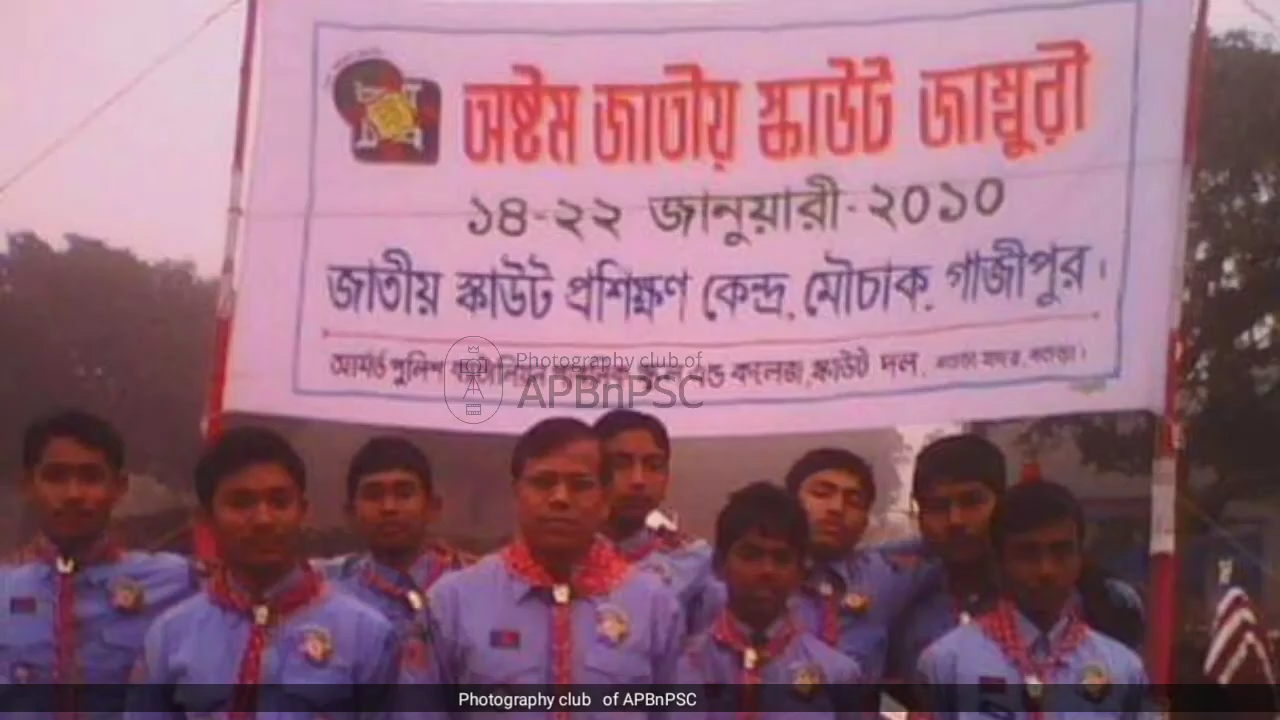 অষ্টম জাতীয় স্কাউট জাম্বুরী
১৪-২২ জানুয়ারী-২০১০
জাতীয় স্কাউট প্রশিক্ষণ কেন্দ্র, মৌচাক, গাজীপুর।
আর্মড পুলিশ ব্যাটালিয়ন স্কুল এন্ড কলেজ, স্কাউট দল,
Photography club of
APBnPSC
Photography club of APBnPSC